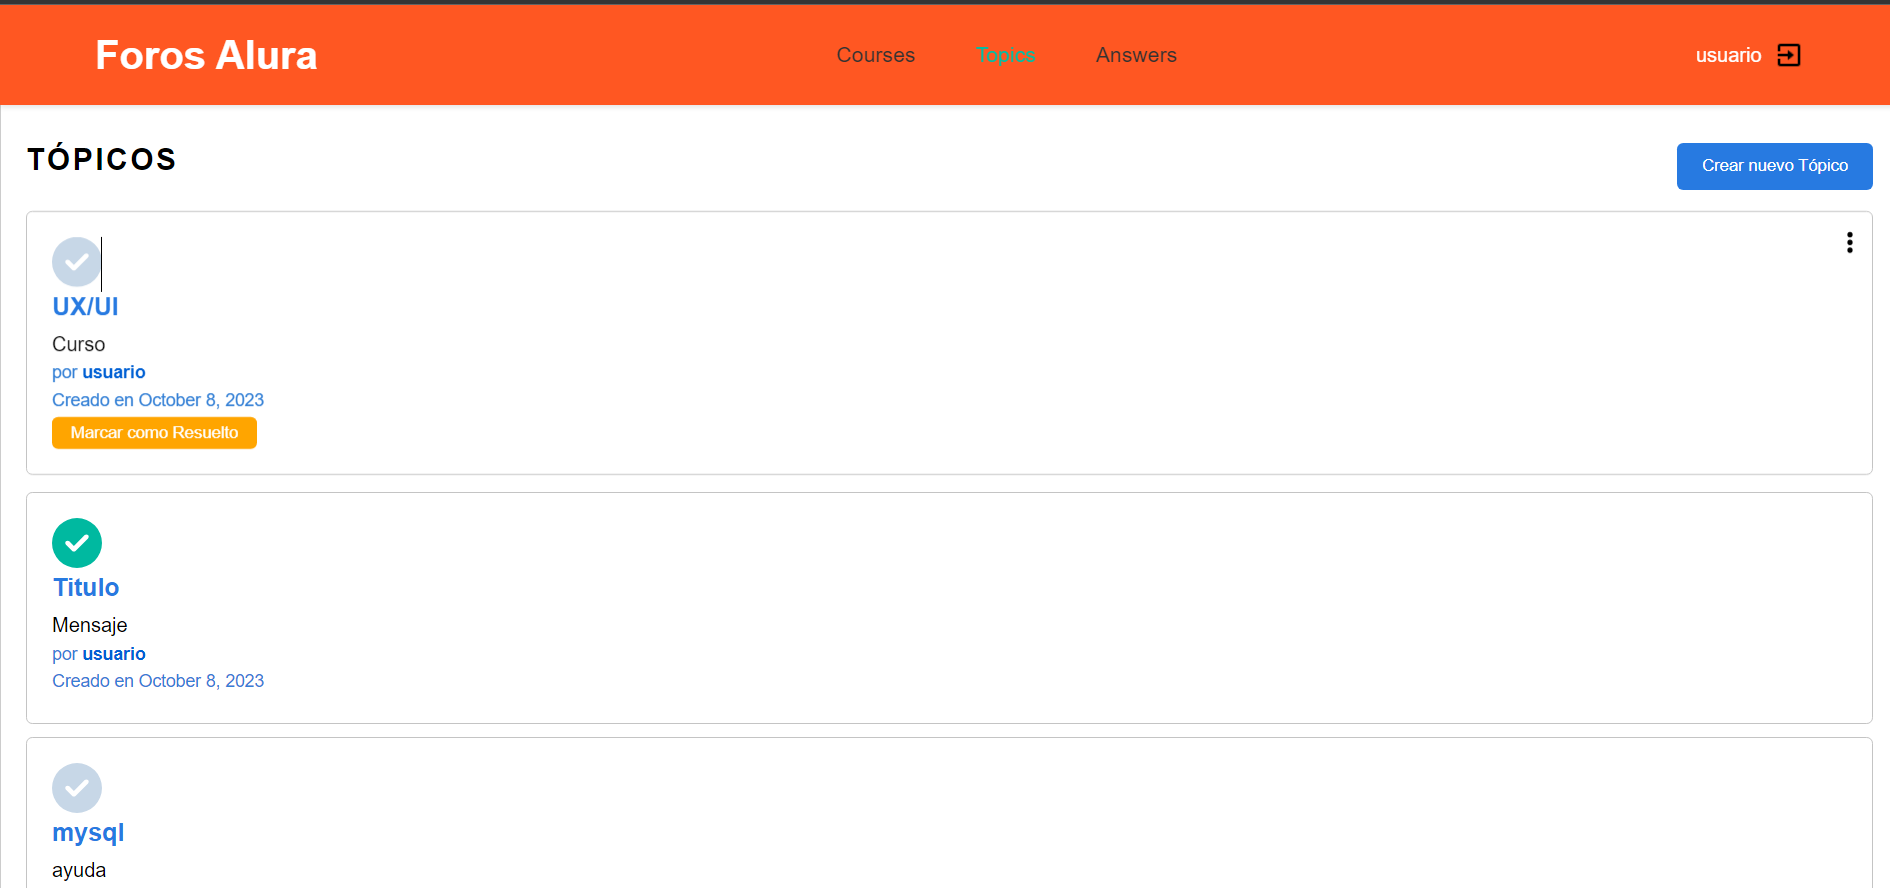 Foros Alura
Courses Topics Answers
usuario
TÓPICOS
Crear nuevo Tópico
UX/UI
Curso
por usuario
Creado en October 8, 2023
Marcar como Resuelto
Titulo
Mensaje
por usuario
Creado en October 8, 2023
mysql
ayuda